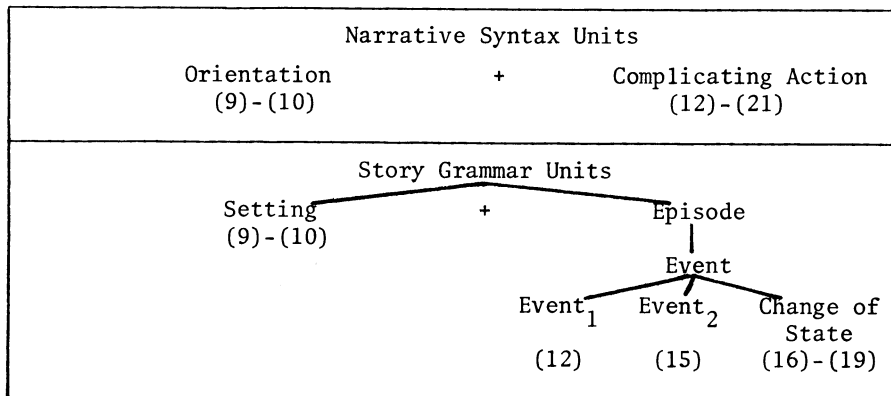 Narrative Syntax Units
Orientation + Complicating Action
(9)-(10) (12)-(21)
Story Grammar Units
Setting + Episode
(9)-(10)
Event
Event1 Event2 Change of
State
(12) (15) (16)-(19)